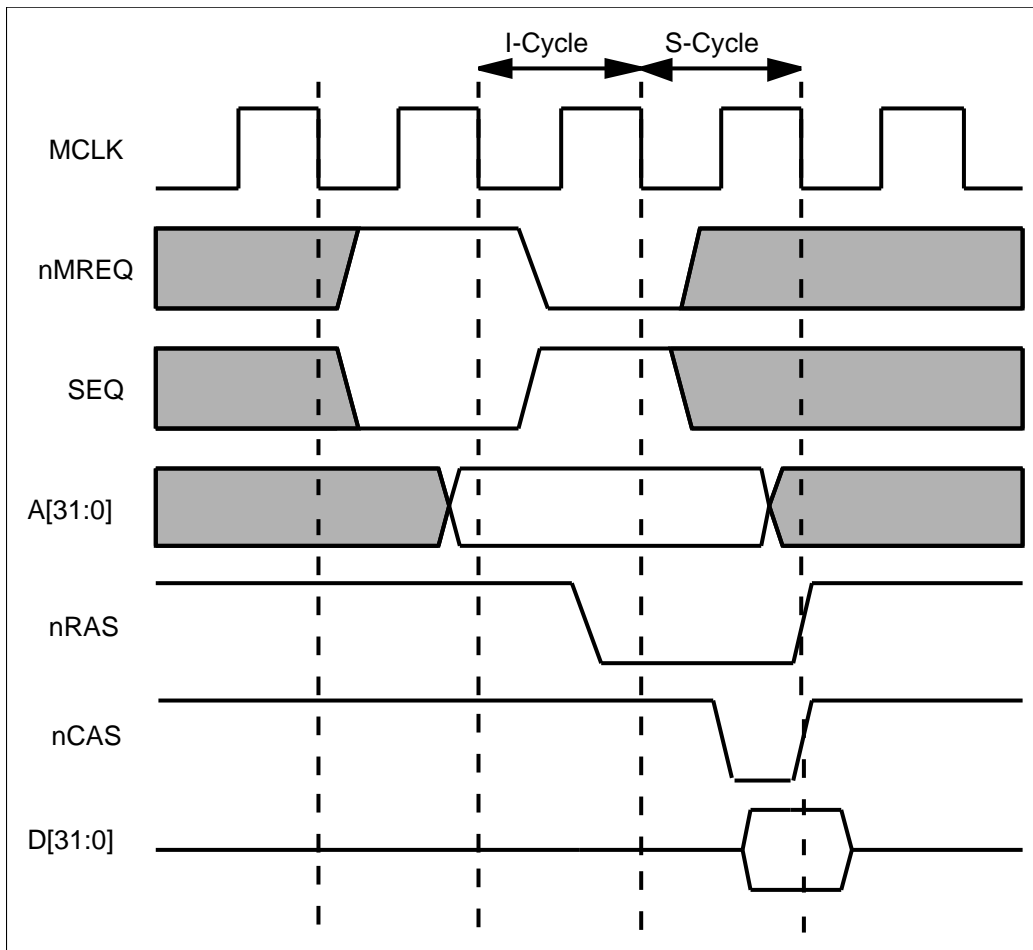 I-Cycle S-Cycle
MCLK
nMREQ
SEQ
A[31:0]
nRAS
nCAS
D[31:0]